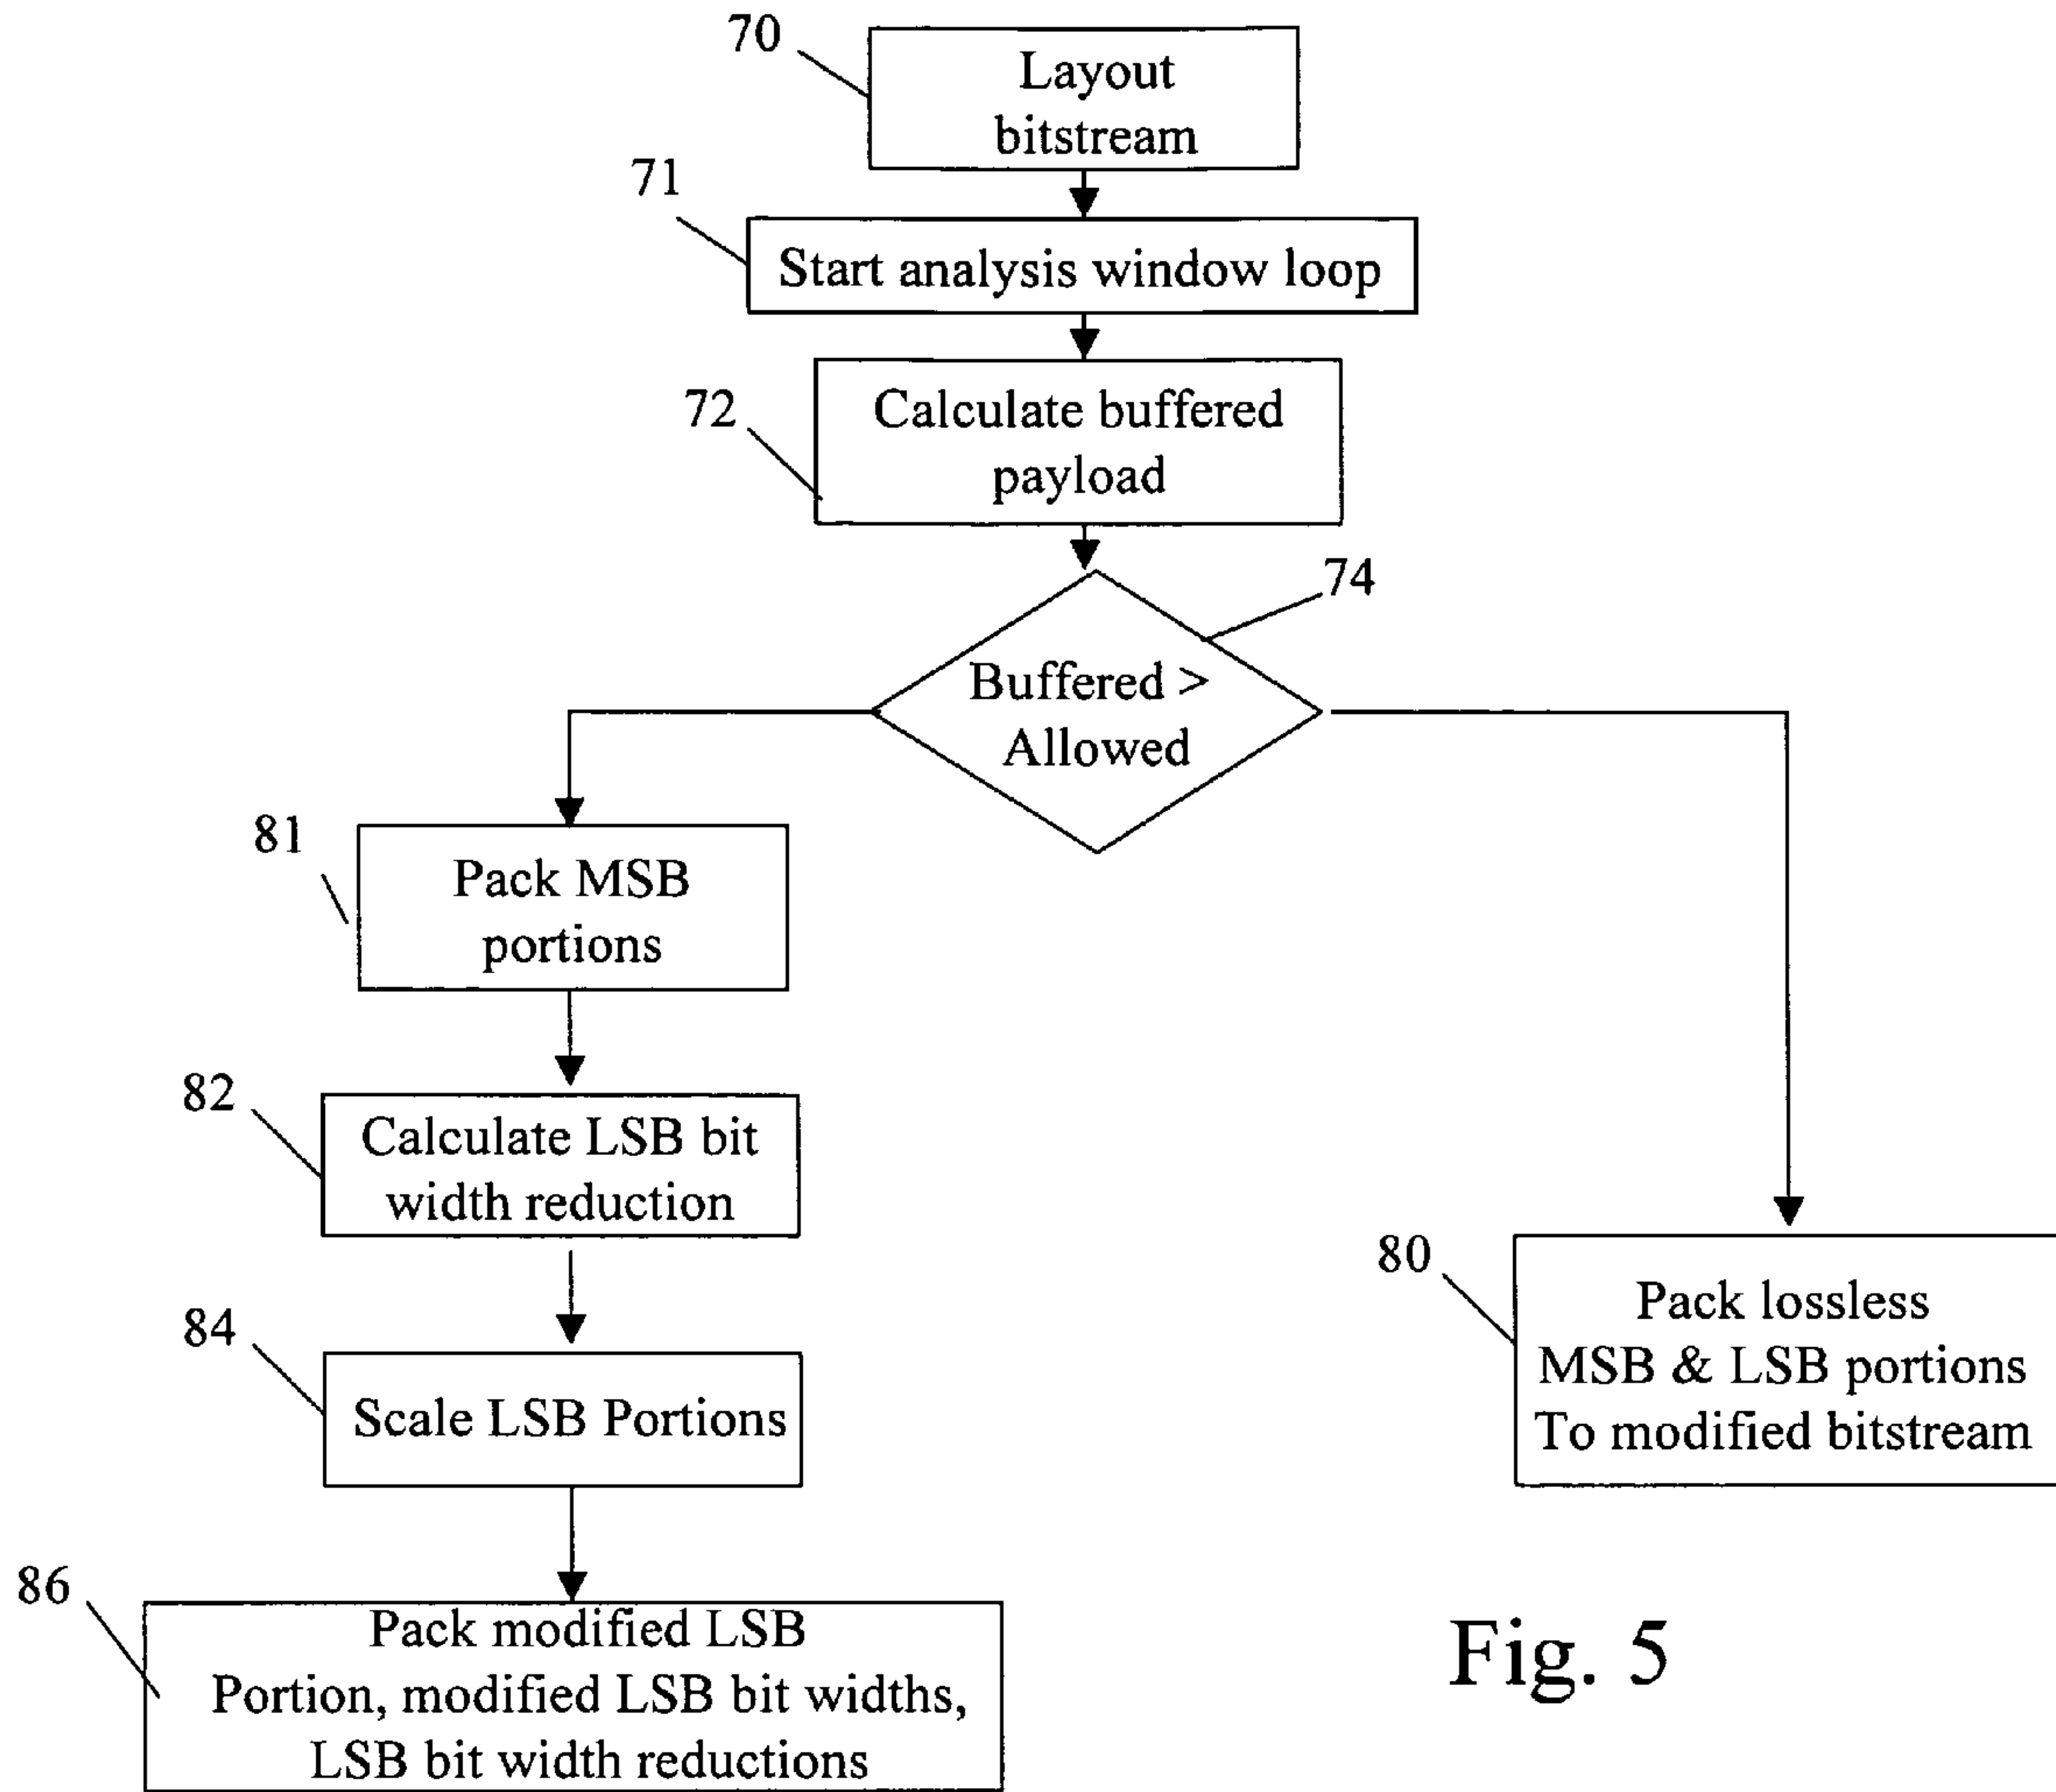 70
Layout
bitstream
71
Start analysis window loop
72
Calculate buffered
payload
74
Buffered >
Allowed
81
Pack MSB
portions
82
Calculate LSB bit
width reduction
84
Scale LSB Portions
80
Pack lossless
MSB & LSB portions
To modified bitstream
86
Pack modified LSB
Portion, modified LSB bit widths,
LSB bit width reductions
Fig. 5